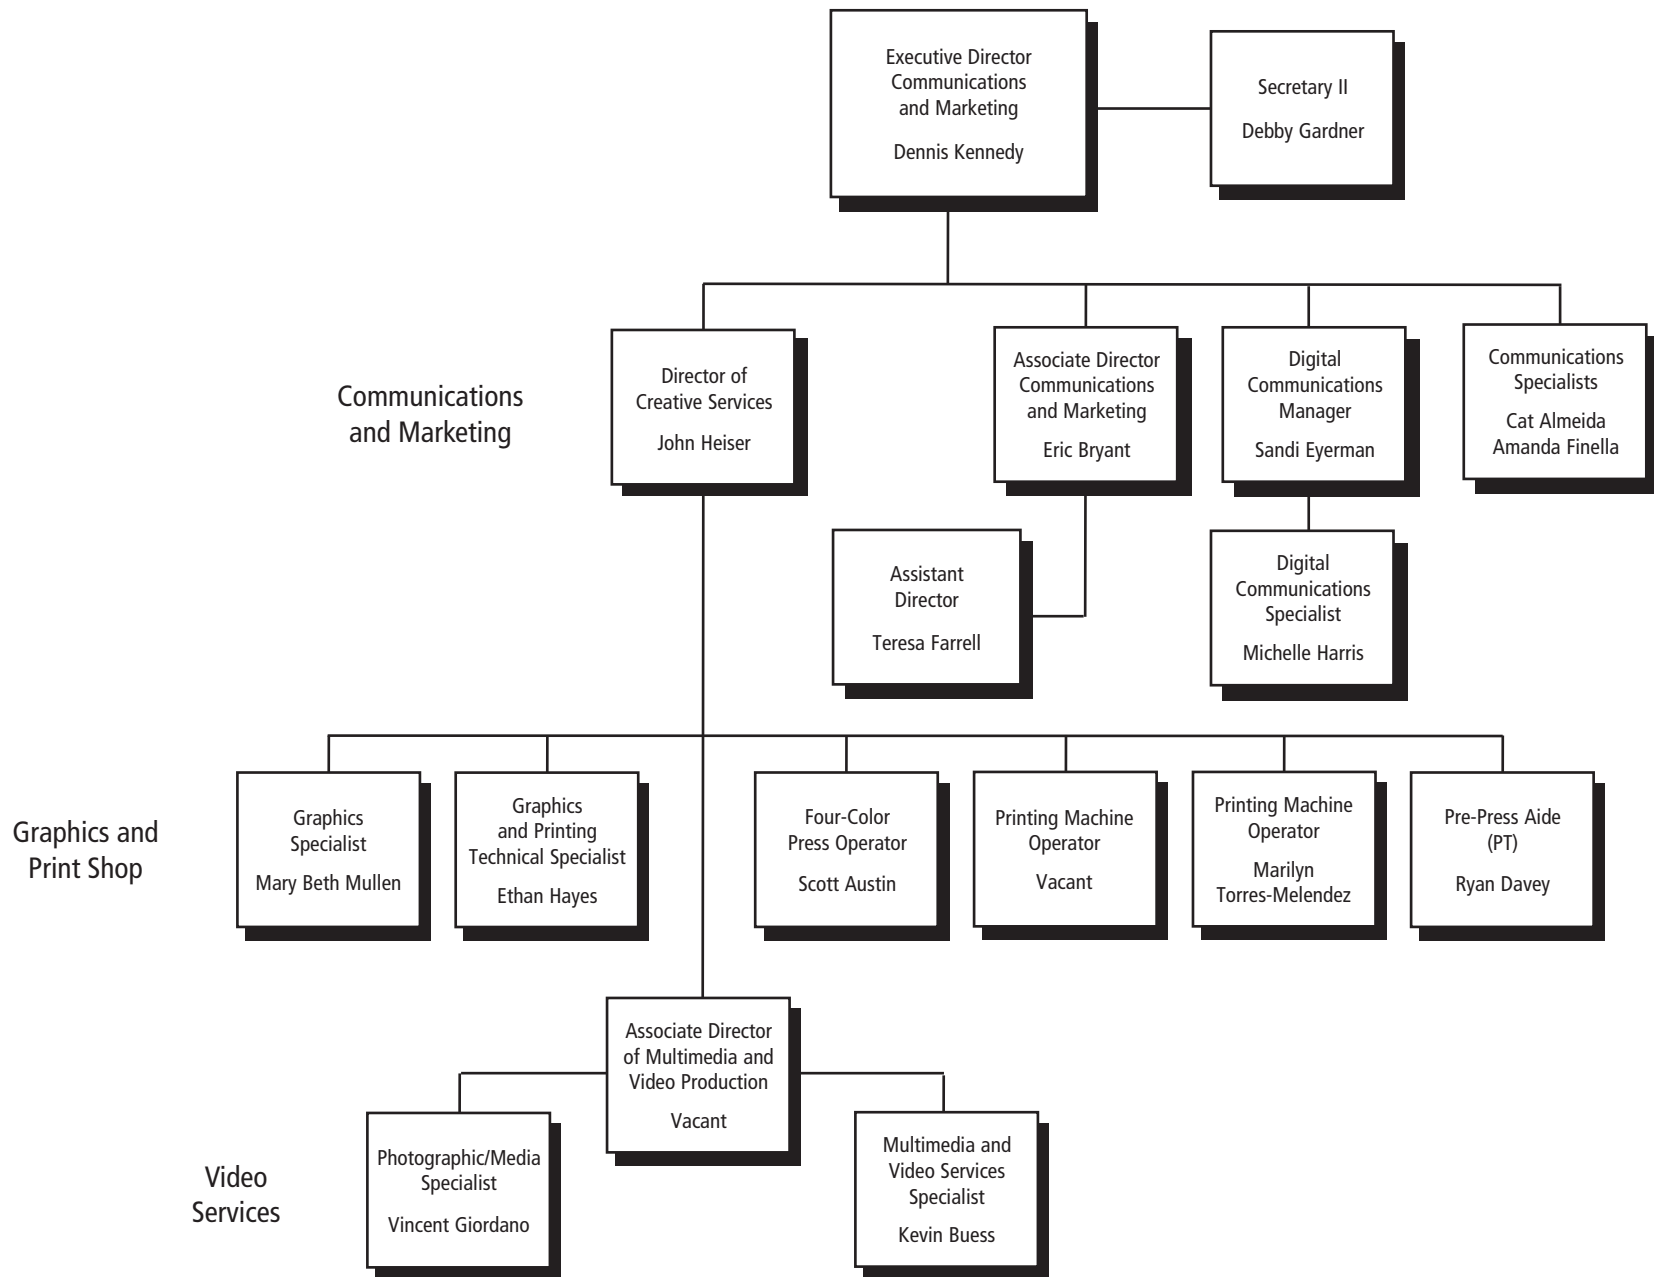 Executive Director
Communications
and Marketing
Dennis Kennedy
Secretary II
Debby Gardner
Communications
and Marketing
Director of
Creative Services
John Heiser
Associate Director
Communications
and Marketing
Eric Bryant
Digital
Communications
Manager
Sandi Eyerman
Communications
Specialists
Cat Almeida
Amanda Finella
Assistant
Director
Teresa Farrell
Digital
Communications
Specialist
Michelle Harris
Graphics and
Print Shop
Graphics
Specialist
Mary Beth Mullen
Graphics
and Printing
Technical Specialist
Ethan Hayes
Four-Color
Press Operator
Scott Austin
Printing Machine
Operator
Vacant
Printing Machine
Operator
Marilyn
Torres-Melendez
Pre-Press Aide
(PT)
Ryan Davey
Associate Director
of Multimedia and
Video Production
Vacant
Video
Services
Photographic/Media
Specialist
Vincent Giordano
Multimedia and
Video Services
Specialist
Kevin Buess